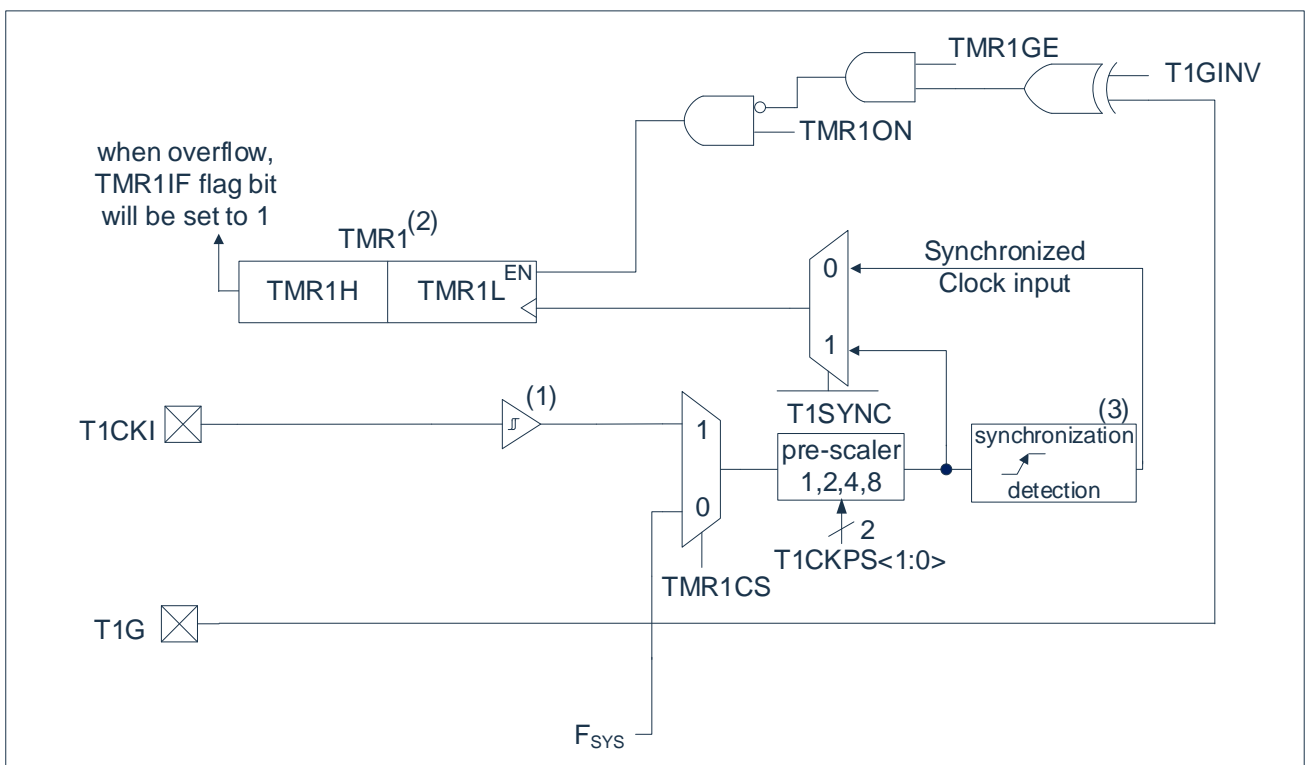 TMR1GE
T1GINV
TMR1ON
when overflow,
TMR1IF flag bit
will be set to 1
TMR1(2)
EN
TMR1H
TMR1L
0
Synchronized
Clock input
1
T1SYNC
T1CKI
(1)
1
0
pre-scaler
1,2,4,8
(3)
synchronization
detection
2
T1CKPS<1:0>
TMR1CS
T1G
FSYS